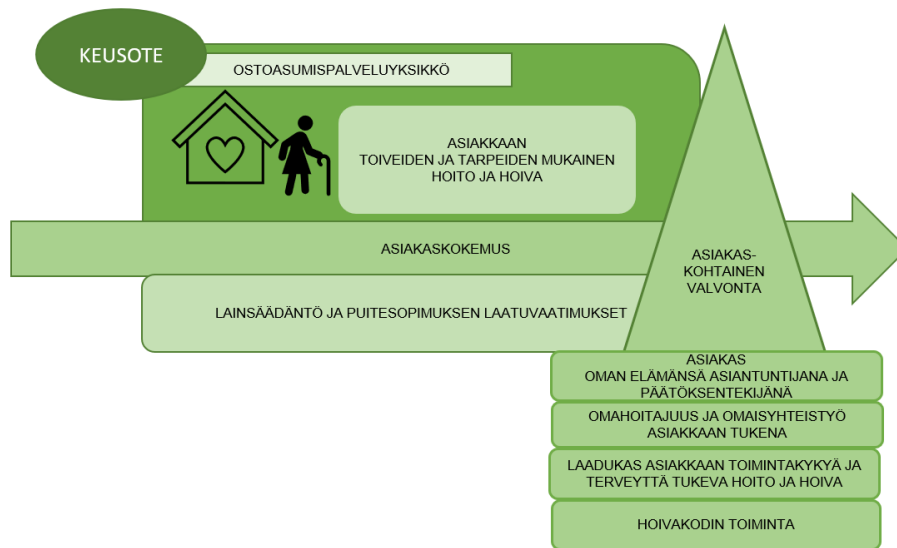 KEUSOTE
OSTOASUMISPALVELUYKSIKKÖ
ASIAKKAAN
TOIVEIDEN JA TARPEIDEN MUKAINEN
HOITO JA HOIVA
ASIAKASKOKEMUS
ASIAKAS-
KOHTAINEN
VALVONTA
LAINSÄÄDÄNTÖ JA PUITESOPIMUKSEN LAATUVAATIMUKSET
ASIAKAS
OMAN ELÄMÄNSÄ ASIANTUNTIJANA JA
PÄÄTÖKSENTEKIJÄNÄ
OMAHOITAJUUS JA OMAISYHTEISTYÖ
ASIAKKAAN TUKENA
LAADUKAS ASIAKKAAN TOIMINTAKYKYÄ JA
TERVEYTTÄ TUKEVA HOITO JA HOIVA
HOIVAKODIN TOIMINTA